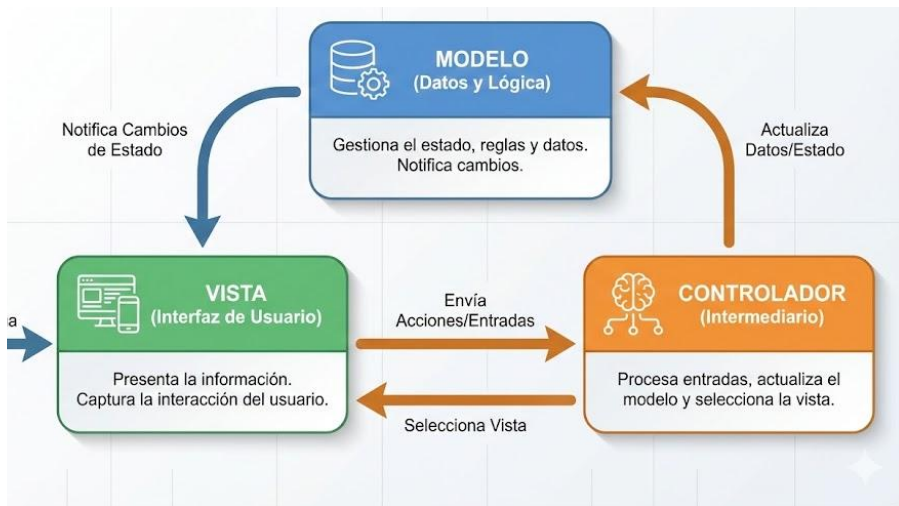 MODELO
(Datos y Lógica)
Gestiona el estado, reglas y datos.
Notifica cambios.
Notifica Cambios
de Estado
Actualiza
Datos/Estado
VISTA
(Interfaz de Usuario)
Presenta la información.
Captura la interacción del usuario.
Envía
Acciones/Entradas
Selecciona Vista
CONTROLADOR
(Intermediario)
Procesa entradas, actualiza el
modelo y selecciona la vista.